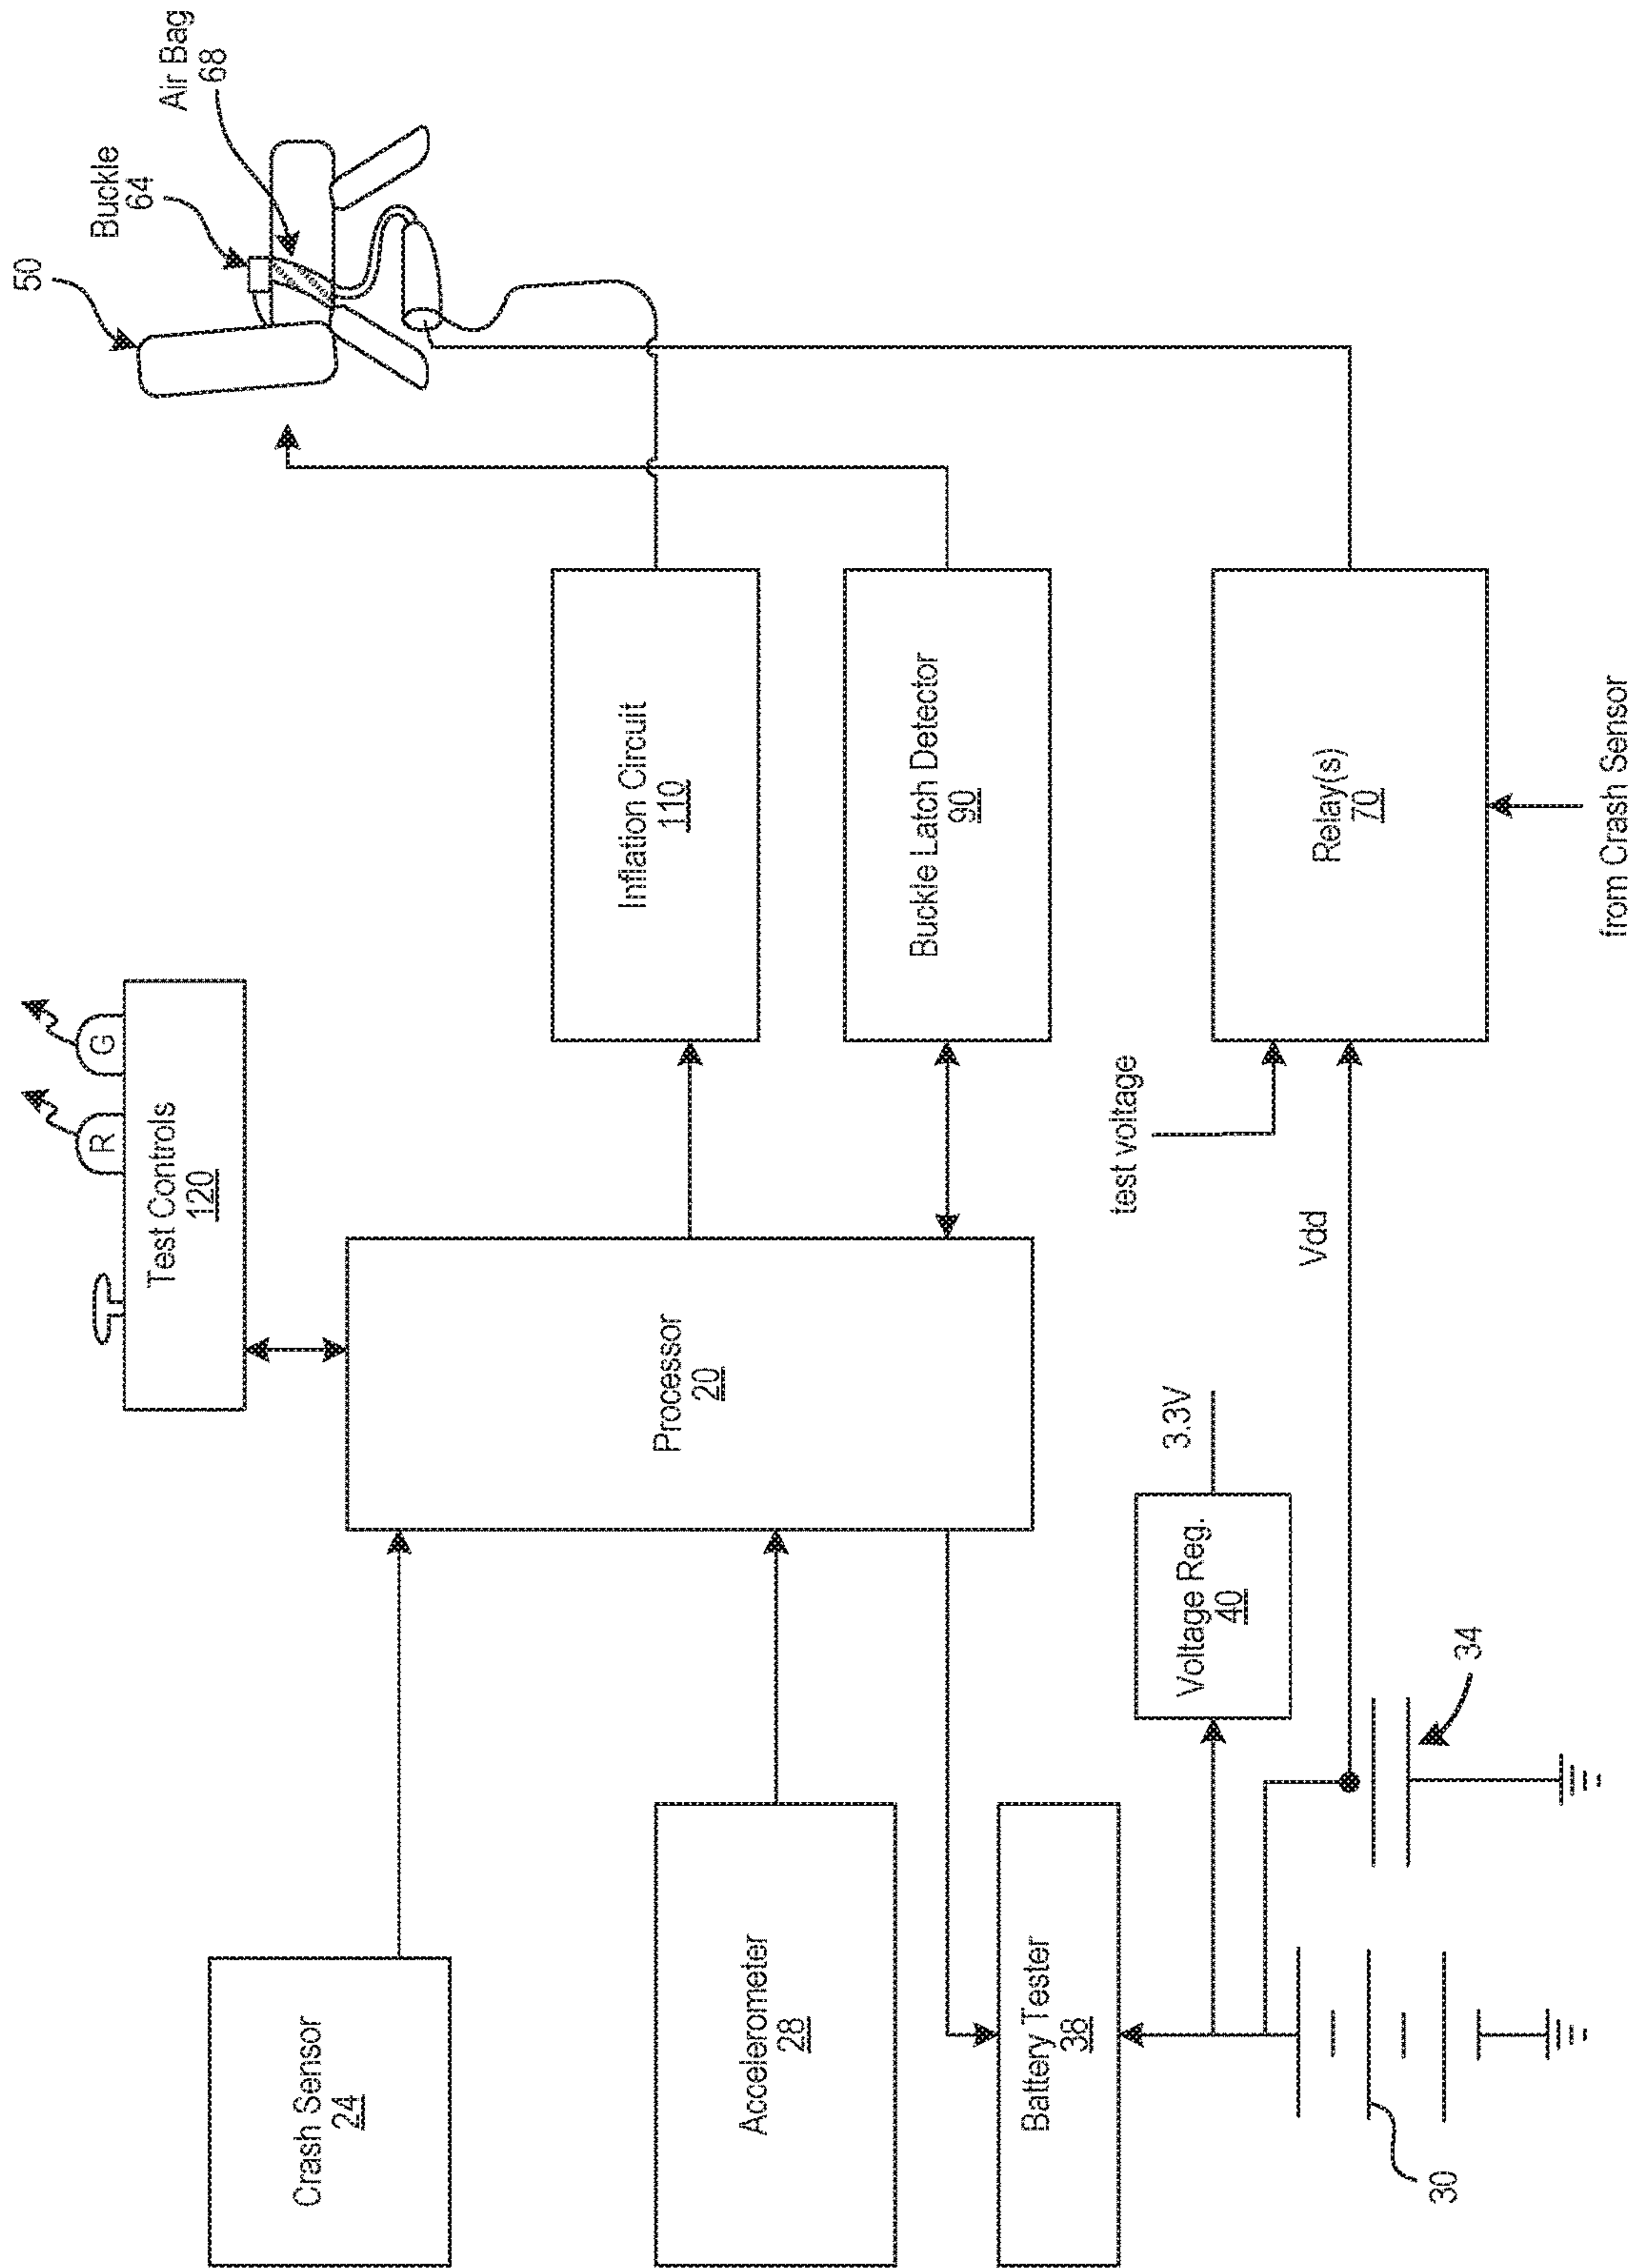 50
Buckle
64
Air Bag
68
R
G
Test Controls
120
Crash Sensor
24
Processor
20
Inflation Circuit
110
Accelerometer
28
Buckle Latch Detector
90
Battery Tester
38
Voltage Reg.
40
3.3V
test voltage
Vdd
Relay(s)
70
30
34
from Crash Sensor